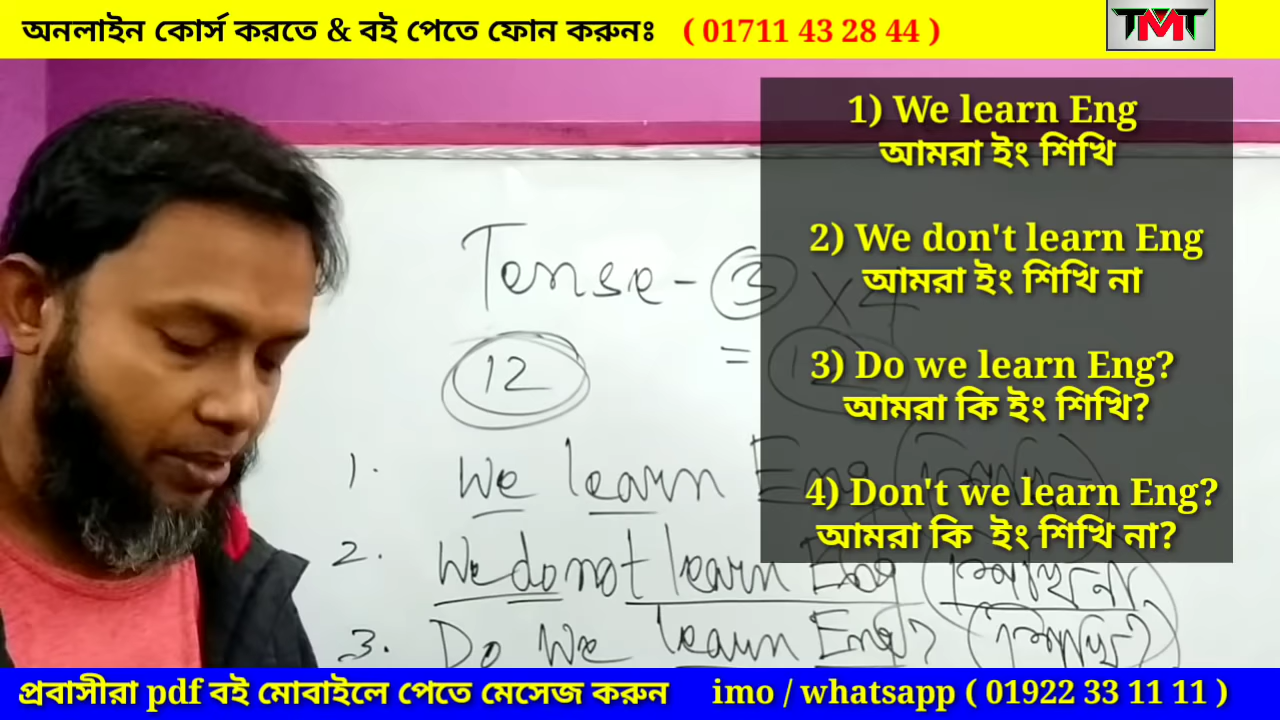 অনলাইন কোর্স করতে & বই পেতে ফোন করুনঃ ( 01711 43 28 44 )
TMT
1) We learn Eng
আমরা ইং শিখি
2) We don't learn Eng
আমরা ইং শিখি না
3) Do we learn Eng?
আমরা কি ইং শিখি?
4) Don't we learn Eng?
আমরা কি ইং শিখি না?
Tense - 3 X 4
12 = 12
1. We learn Eng (শিখি)
2. We do not learn Eng (শিখি না)
3. Do we learn Eng? (শিখি?)
প্রবাসীরা pdf বই মোবাইলে পেতে মেসেজ করুন imo / whatsapp ( 01922 33 11 11 )